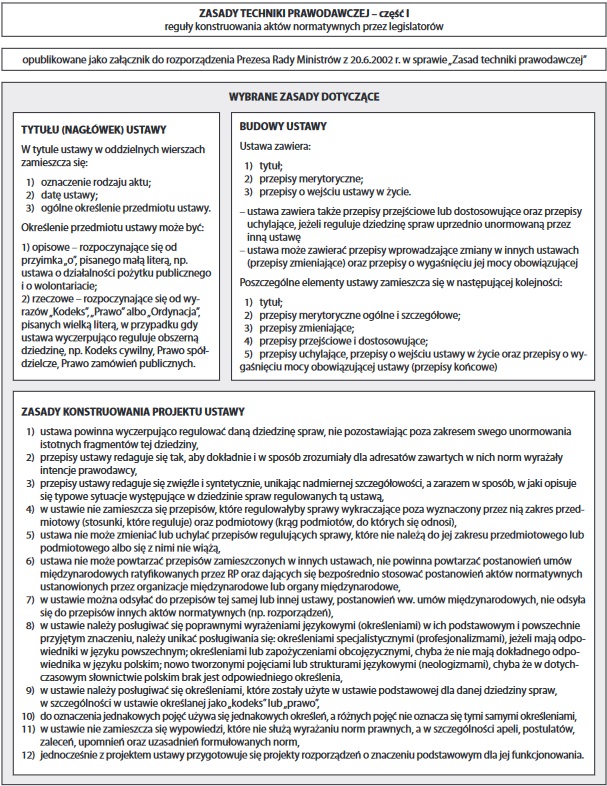 ZASADY TECHNIKI PRAWODAWCZEJ – część I
reguły konstruowania aktów normatywnych przez legislatorów
opublikowane jako załącznik do rozporządzenia Prezesa Rady Ministrów z 20.6.2002 r. w sprawie „Zasad techniki prawodawczej”
WYBRANE ZASADY DOTYCZĄCE
TYTUŁU (NAGŁÓWEK) USTAWY
W tytule ustawy w oddzielnych wierszach
zamieszcza się:
1) oznaczenie rodzaju aktu;
2) datę ustawy;
3) ogólne określenie przedmiotu ustawy.
Określenie przedmiotu ustawy może być:
1) opisowe – rozpoczynające się od
przyimka „o”, pisanego małą literą, np.
ustawa o działalności pożytku publicznego
i o wolontariacie;
2) rzeczowe – rozpoczynające się od wy-
razów „Kodeks”, „Prawo” albo „Ordynacja”,
pisanych wielką literą, w przypadku gdy
ustawa wyczerpująco reguluje obszerną
dziedzinę, np. Kodeks cywilny, Prawo spół-
dzielcze, Prawo zamówień publicznych.
BUDOWY USTAWY
Ustawa zawiera:
1) tytuł;
2) przepisy merytoryczne;
3) przepisy o wejściu ustawy w życie.
– ustawa zawiera także przepisy przejściowe lub dostosowujące oraz przepisy
uchylające, jeżeli reguluje dziedzinę spraw uprzednio unormowaną przez
inną ustawę
– ustawa może zawierać przepisy wprowadzające zmiany w innych ustawach
(przepisy zmieniające) oraz przepisy o wygaśnięciu jej mocy obowiązującej
Poszczególne elementy ustawy zamieszcza się w następującej kolejności:
1) tytuł;
2) przepisy merytoryczne ogólne i szczegółowe;
3) przepisy zmieniające;
4) przepisy przejściowe i dostosowujące;
5) przepisy uchylające, przepisy o wejściu ustawy w życie oraz przepisy o wy-
gaśnięciu mocy obowiązującej ustawy (przepisy końcowe)
ZASADY KONSTRUOWANIA PROJEKTU USTAWY
1) ustawa powinna wyczerpująco regulować daną dziedzinę spraw, nie pozostawiając poza zakresem swego unormowania
istotnych fragmentów tej dziedziny,
2) przepisy ustawy redaguje się tak, aby dokładnie i w sposób zrozumiały dla adresatów zawartych w nich norm wyrażały
intencje prawodawcy,
3) przepisy ustawy redaguje się zwięźle i syntetycznie, unikając nadmiernej szczegółowości, a zarazem w sposób, w jaki opisuje
się typowe sytuacje występujące w dziedzinie spraw regulowanych tą ustawą,
4) w ustawie nie zamieszcza się przepisów, które regulowałyby sprawy wykraczające poza wyznaczony przez nią zakres przed-
miotowy (stosunki, które reguluje) oraz podmiotowy (krąg podmiotów, do których się odnosi),
5) ustawa nie może zmieniać lub uchylać przepisów regulujących sprawy, które nie należą do jej zakresu przedmiotowego lub
podmiotowego albo się z nimi nie wiążą,
6) ustawa nie może powtarzać przepisów zamieszczonych w innych ustawach, nie powinna powtarzać postanowień umów
międzynarodowych ratyfikowanych przez RP oraz dających się bezpośrednio stosować postanowień aktów normatywnych
ustanowionych przez organizacje międzynarodowe lub organy międzynarodowe,
7) w ustawie można odsyłać do przepisów tej samej lub innej ustawy, postanowień ww. umów międzynarodowych, nie odsyła
się do przepisów innych aktów normatywnych (np. rozporządzeń),
8) w ustawie należy posługiwać się poprawnymi wyrażeniami językowymi (określeniami) w ich podstawowym i powszechnie
przyjętym znaczeniu, należy unikać posługiwania się: określeniami specjalistycznymi (profesjonalizmami), jeżeli mają odpo-
wiedniki w języku powszechnym; określeniami lub zapożyczeniami obcojęzycznymi, chyba że nie mają dokładnego odpo-
wiednika w języku polskim; nowo tworzonymi pojęciami lub strukturami językowymi (neologizmami), chyba że w dotych-
czasowym słownictwie polskim brak jest odpowiedniego określenia,
9) w ustawie należy posługiwać się określeniami, które zostały użyte w ustawie podstawowej dla danej dziedziny spraw,
w szczególności w ustawie określanej jako „kodeks” lub „prawo”,
10) do oznaczenia jednakowych pojęć używa się jednakowych określeń, a różnych pojęć nie oznacza się tymi samymi określeniami,
11) w ustawie nie zamieszcza się wypowiedzi, które nie służą wyrażaniu norm prawnych, a w szczególności apeli, postulatów,
zaleceń, upomnień oraz uzasadnień formułowanych norm,
12) jednocześnie z projektem ustawy przygotowuje się projekty rozporządzeń o znaczeniu podstawowym dla jej funkcjonowania.